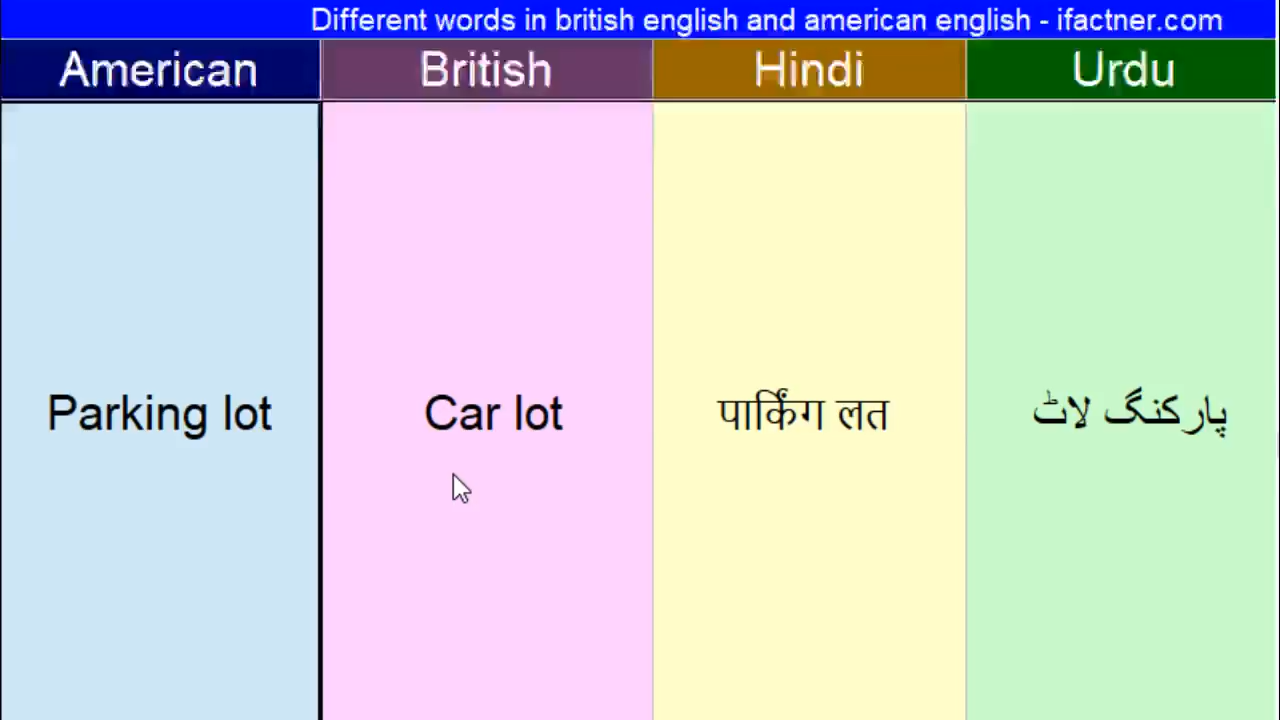 Different words in british english and american english - ifactner.com
American British Hindi Urdu
Parking lot Car lot पार्किंग लत پارکنگ لاٹ